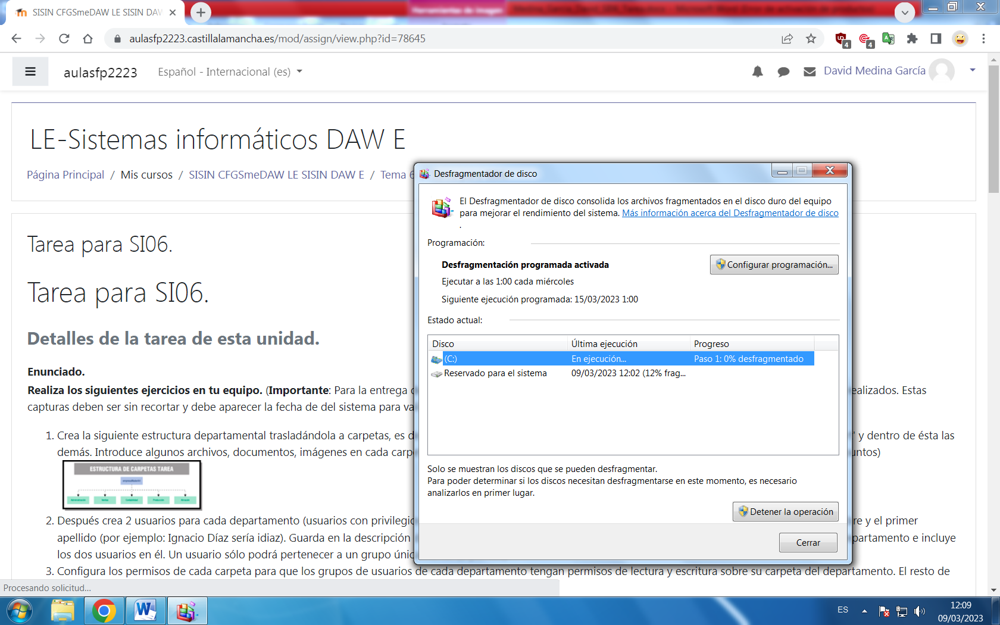 SISIN CFGSmeDAW LE SISIN DAW
Herramientas de imagen
aulasfp2223.castillalamancha.es/mod/assign/view.php?id=78645
4
4
aulasfp2223
Español - Internacional (es)
David Medina García
LE-Sistemas informáticos DAW E
Página Principal / Mis cursos / SISIN CFGSmeDAW LE SISIN DAW E / Tema 6
Tarea para SI06.
Tarea para SI06.
Detalles de la tarea de esta unidad.
Enunciado.
Realiza los siguientes ejercicios en tu equipo. (Importante: Para la entrega
ealizados. Estas
capturas deben ser sin recortar y debe aparecer la fecha de del sistema para va
1. Crea la siguiente estructura departamental trasladándola a carpetas, es d
' y dentro de ésta las
demás. Introduce algunos archivos, documentos, imágenes en cada carp
untos)
ESTRUCTURA DE CARPETAS TAREA
2. Después crea 2 usuarios para cada departamento (usuarios con privilegio
re y el primer
apellido (por ejemplo: Ignacio Díaz sería idiaz). Guarda en la descripción
partamento e incluye
los dos usuarios en él. Un usuario sólo podrá pertenecer a un grupo únic
3. Configura los permisos de cada carpeta para que los grupos de usuarios de cada departamento tengan permisos de lectura y escritura sobre su carpeta del departamento. El resto de
Procesando solicitud...
Desfragmentador de disco
El Desfragmentador de disco consolida los archivos fragmentados en el disco duro del equipo
para mejorar el rendimiento del sistema. Más información acerca del Desfragmentador de disco
.
Programación:
Desfragmentación programada activada
Configurar programación...
Ejecutar a las 1:00 cada miércoles
Siguiente ejecución programada: 15/03/2023 1:00
Estado actual:
Disco Última ejecución Progreso
(C:) En ejecución... Paso 1: 0% desfragmentado
Reservado para el sistema 09/03/2023 12:02 (12% frag...
Solo se muestran los discos que se pueden desfragmentar.
Para poder determinar si los discos necesitan desfragmentarse en este momento, es necesario
analizarlos en primer lugar.
Detener la operación
Cerrar
ES
12:09
09/03/2023